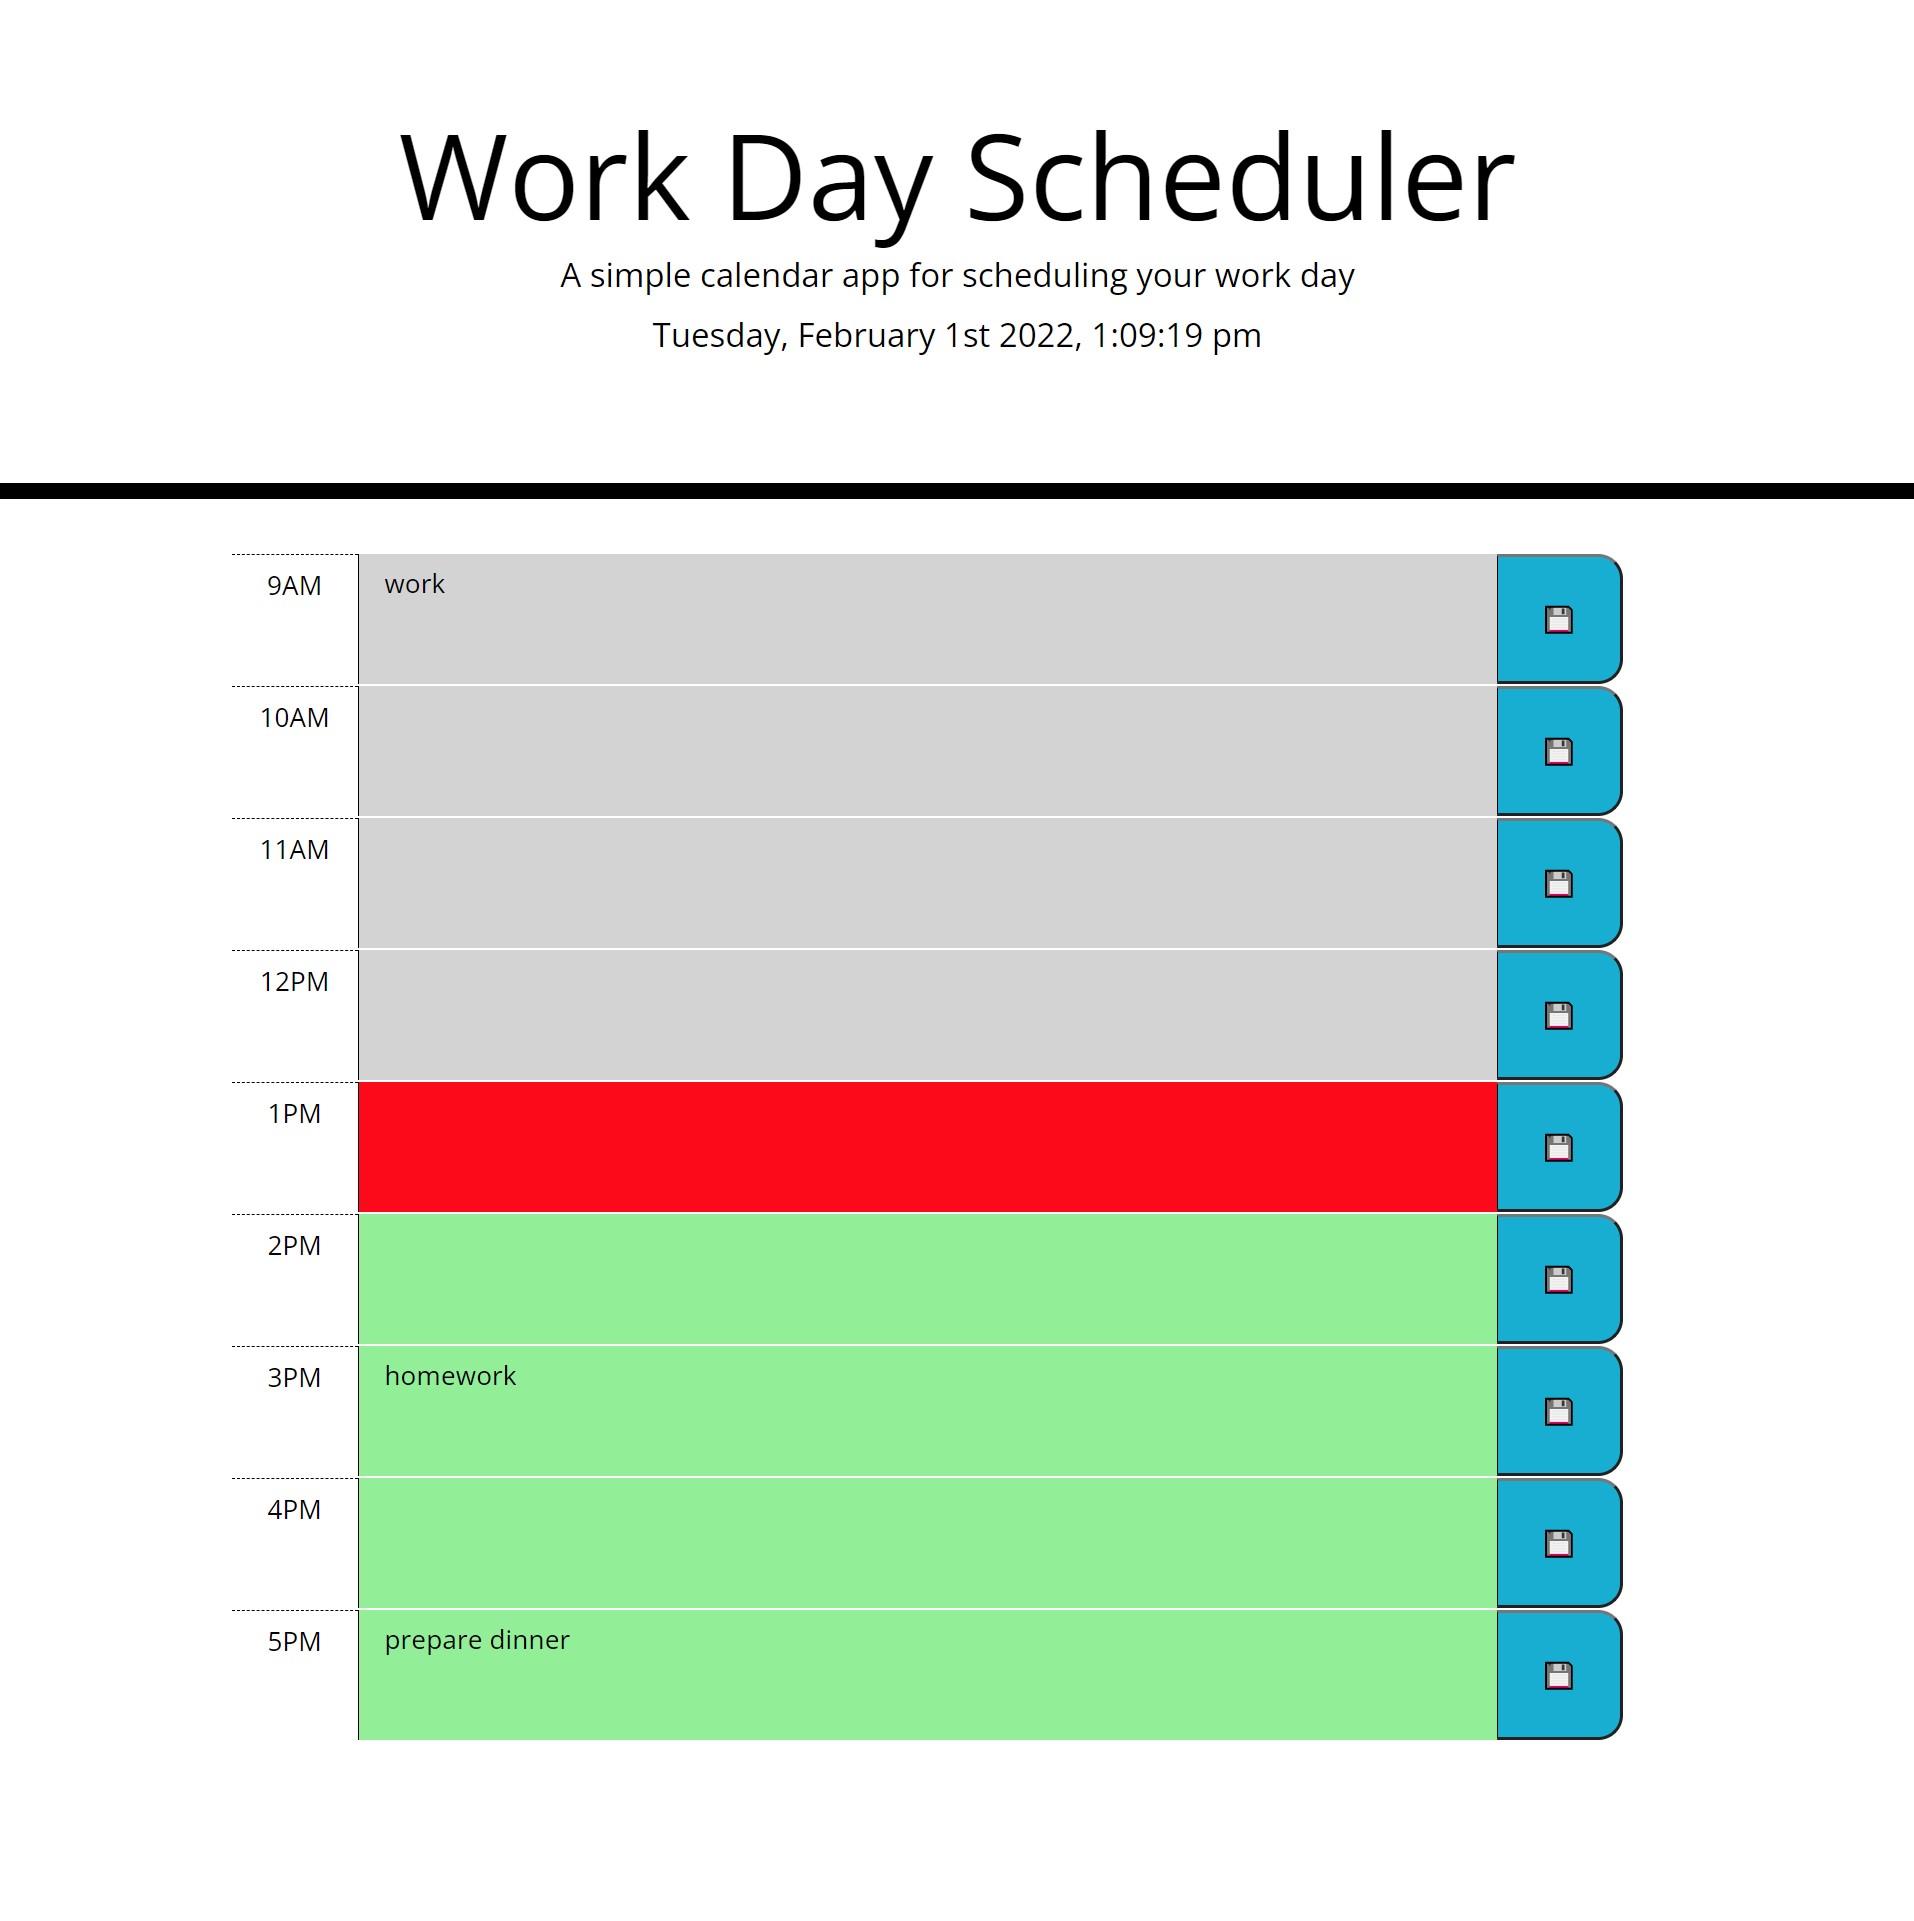 Work Day Scheduler
A simple calendar app for scheduling your work day
Tuesday, February 1st 2022, 1:09:19 pm
9AM work
10AM
11AM
12PM
1PM
2PM
3PM homework
4PM
5PM prepare dinner